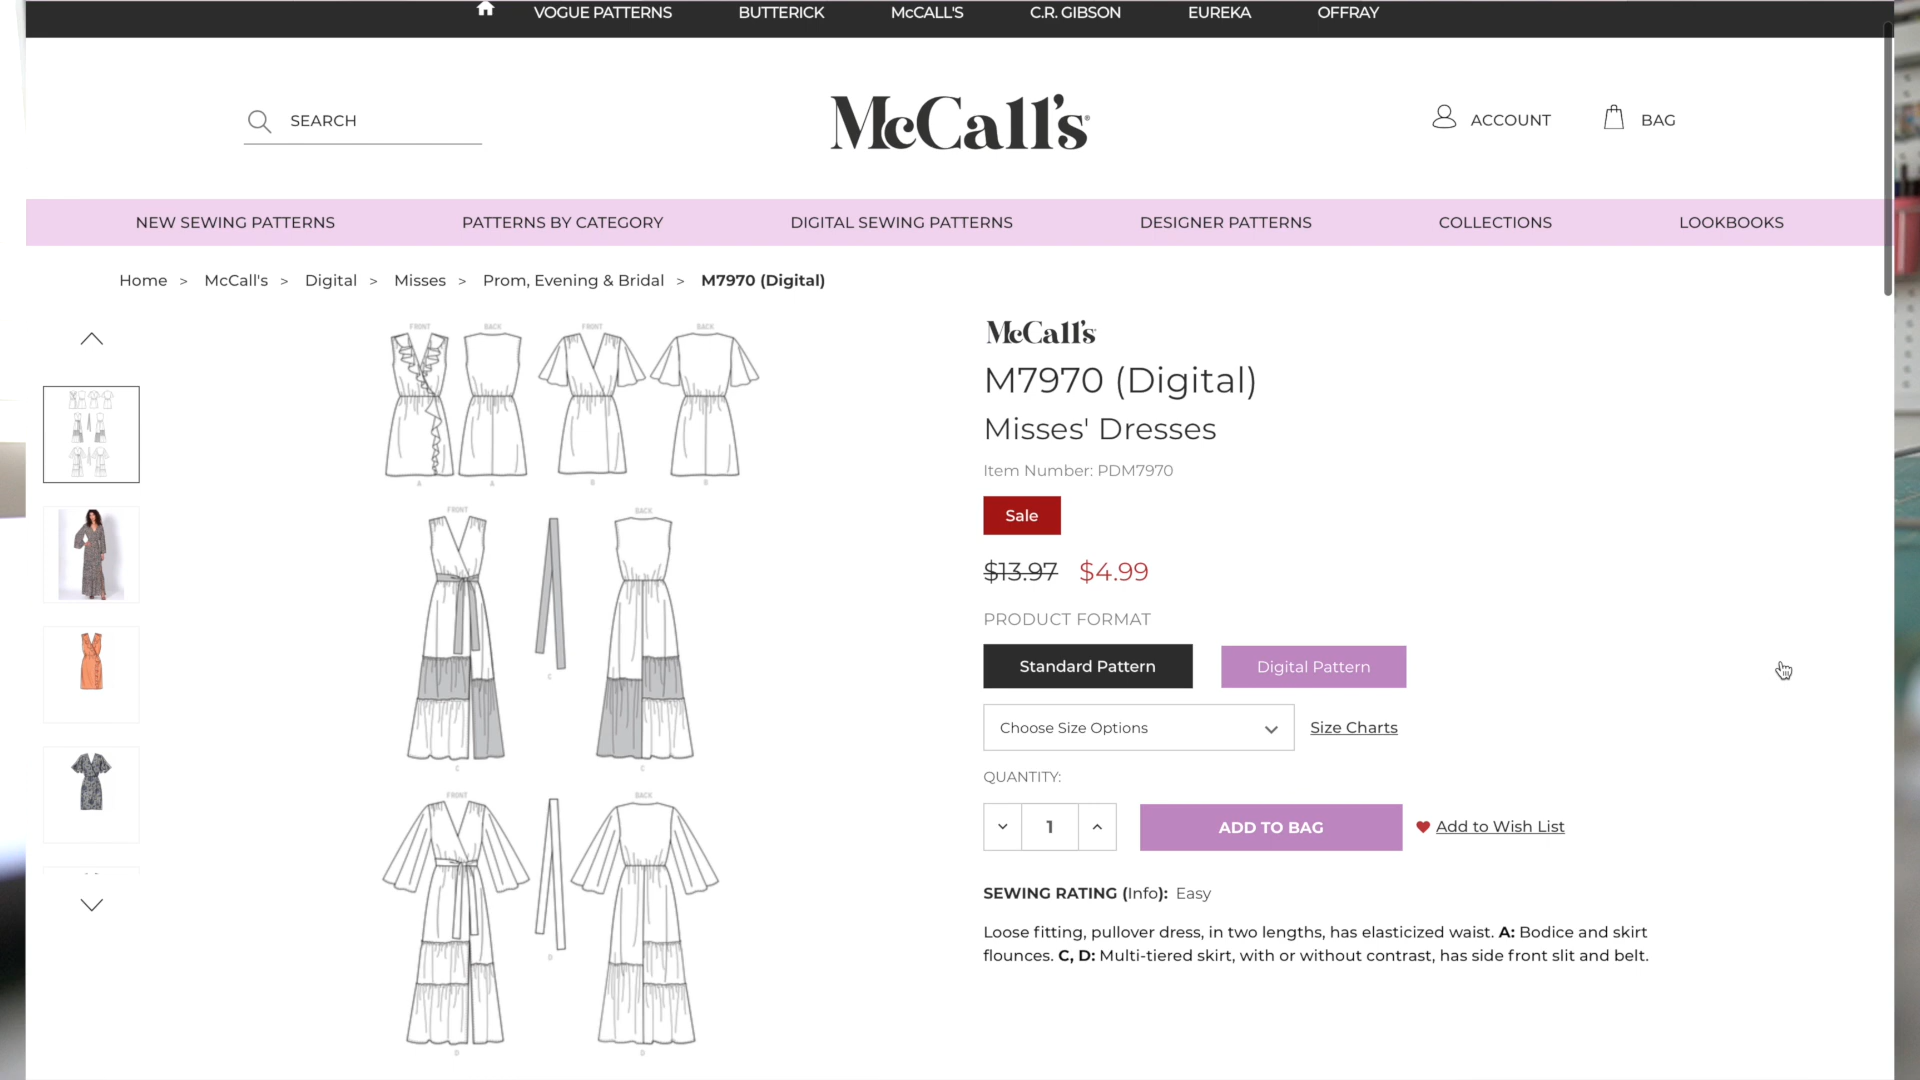 VOGUE PATTERNS BUTTERICK McCALL'S C.R. GIBSON EUREKA OFFRAY
SEARCH
McCall's
ACCOUNT
BAG
NEW SEWING PATTERNS PATTERNS BY CATEGORY DIGITAL SEWING PATTERNS DESIGNER PATTERNS COLLECTIONS LOOKBOOKS
Home > McCall's > Digital > Misses > Prom, Evening & Bridal > M7970 (Digital)
FRONT BACK FRONT BACK
A A B B
FRONT BACK
C
C C
FRONT BACK
D
D D
McCall's
M7970 (Digital)
Misses' Dresses
Item Number: PDM7970
Sale
$13.97 $4.99
PRODUCT FORMAT
Standard Pattern Digital Pattern
Choose Size Options Size Charts
QUANTITY:
1 ADD TO BAG Add to Wish List
SEWING RATING (Info): Easy
Loose fitting, pullover dress, in two lengths, has elasticized waist. A: Bodice and skirt
flounces. C, D: Multi-tiered skirt, with or without contrast, has side front slit and belt.